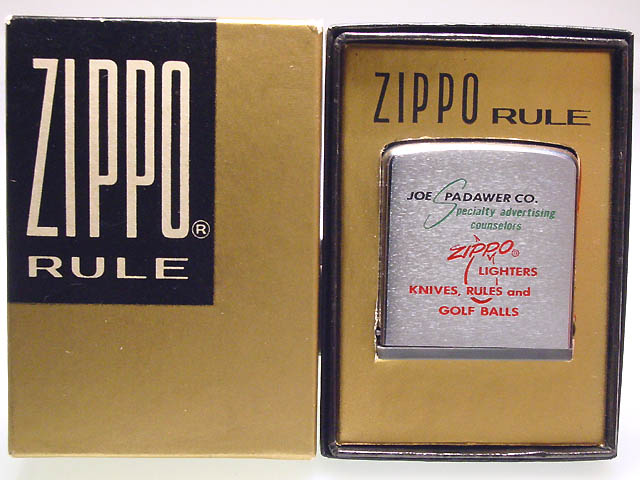 ZIPPO®
RULE
ZIPPO RULE
JOE SPADAWER CO.
Specialty advertising
counselors
ZIPPO®
LIGHTERS
KNIVES, RULES and
GOLF BALLS